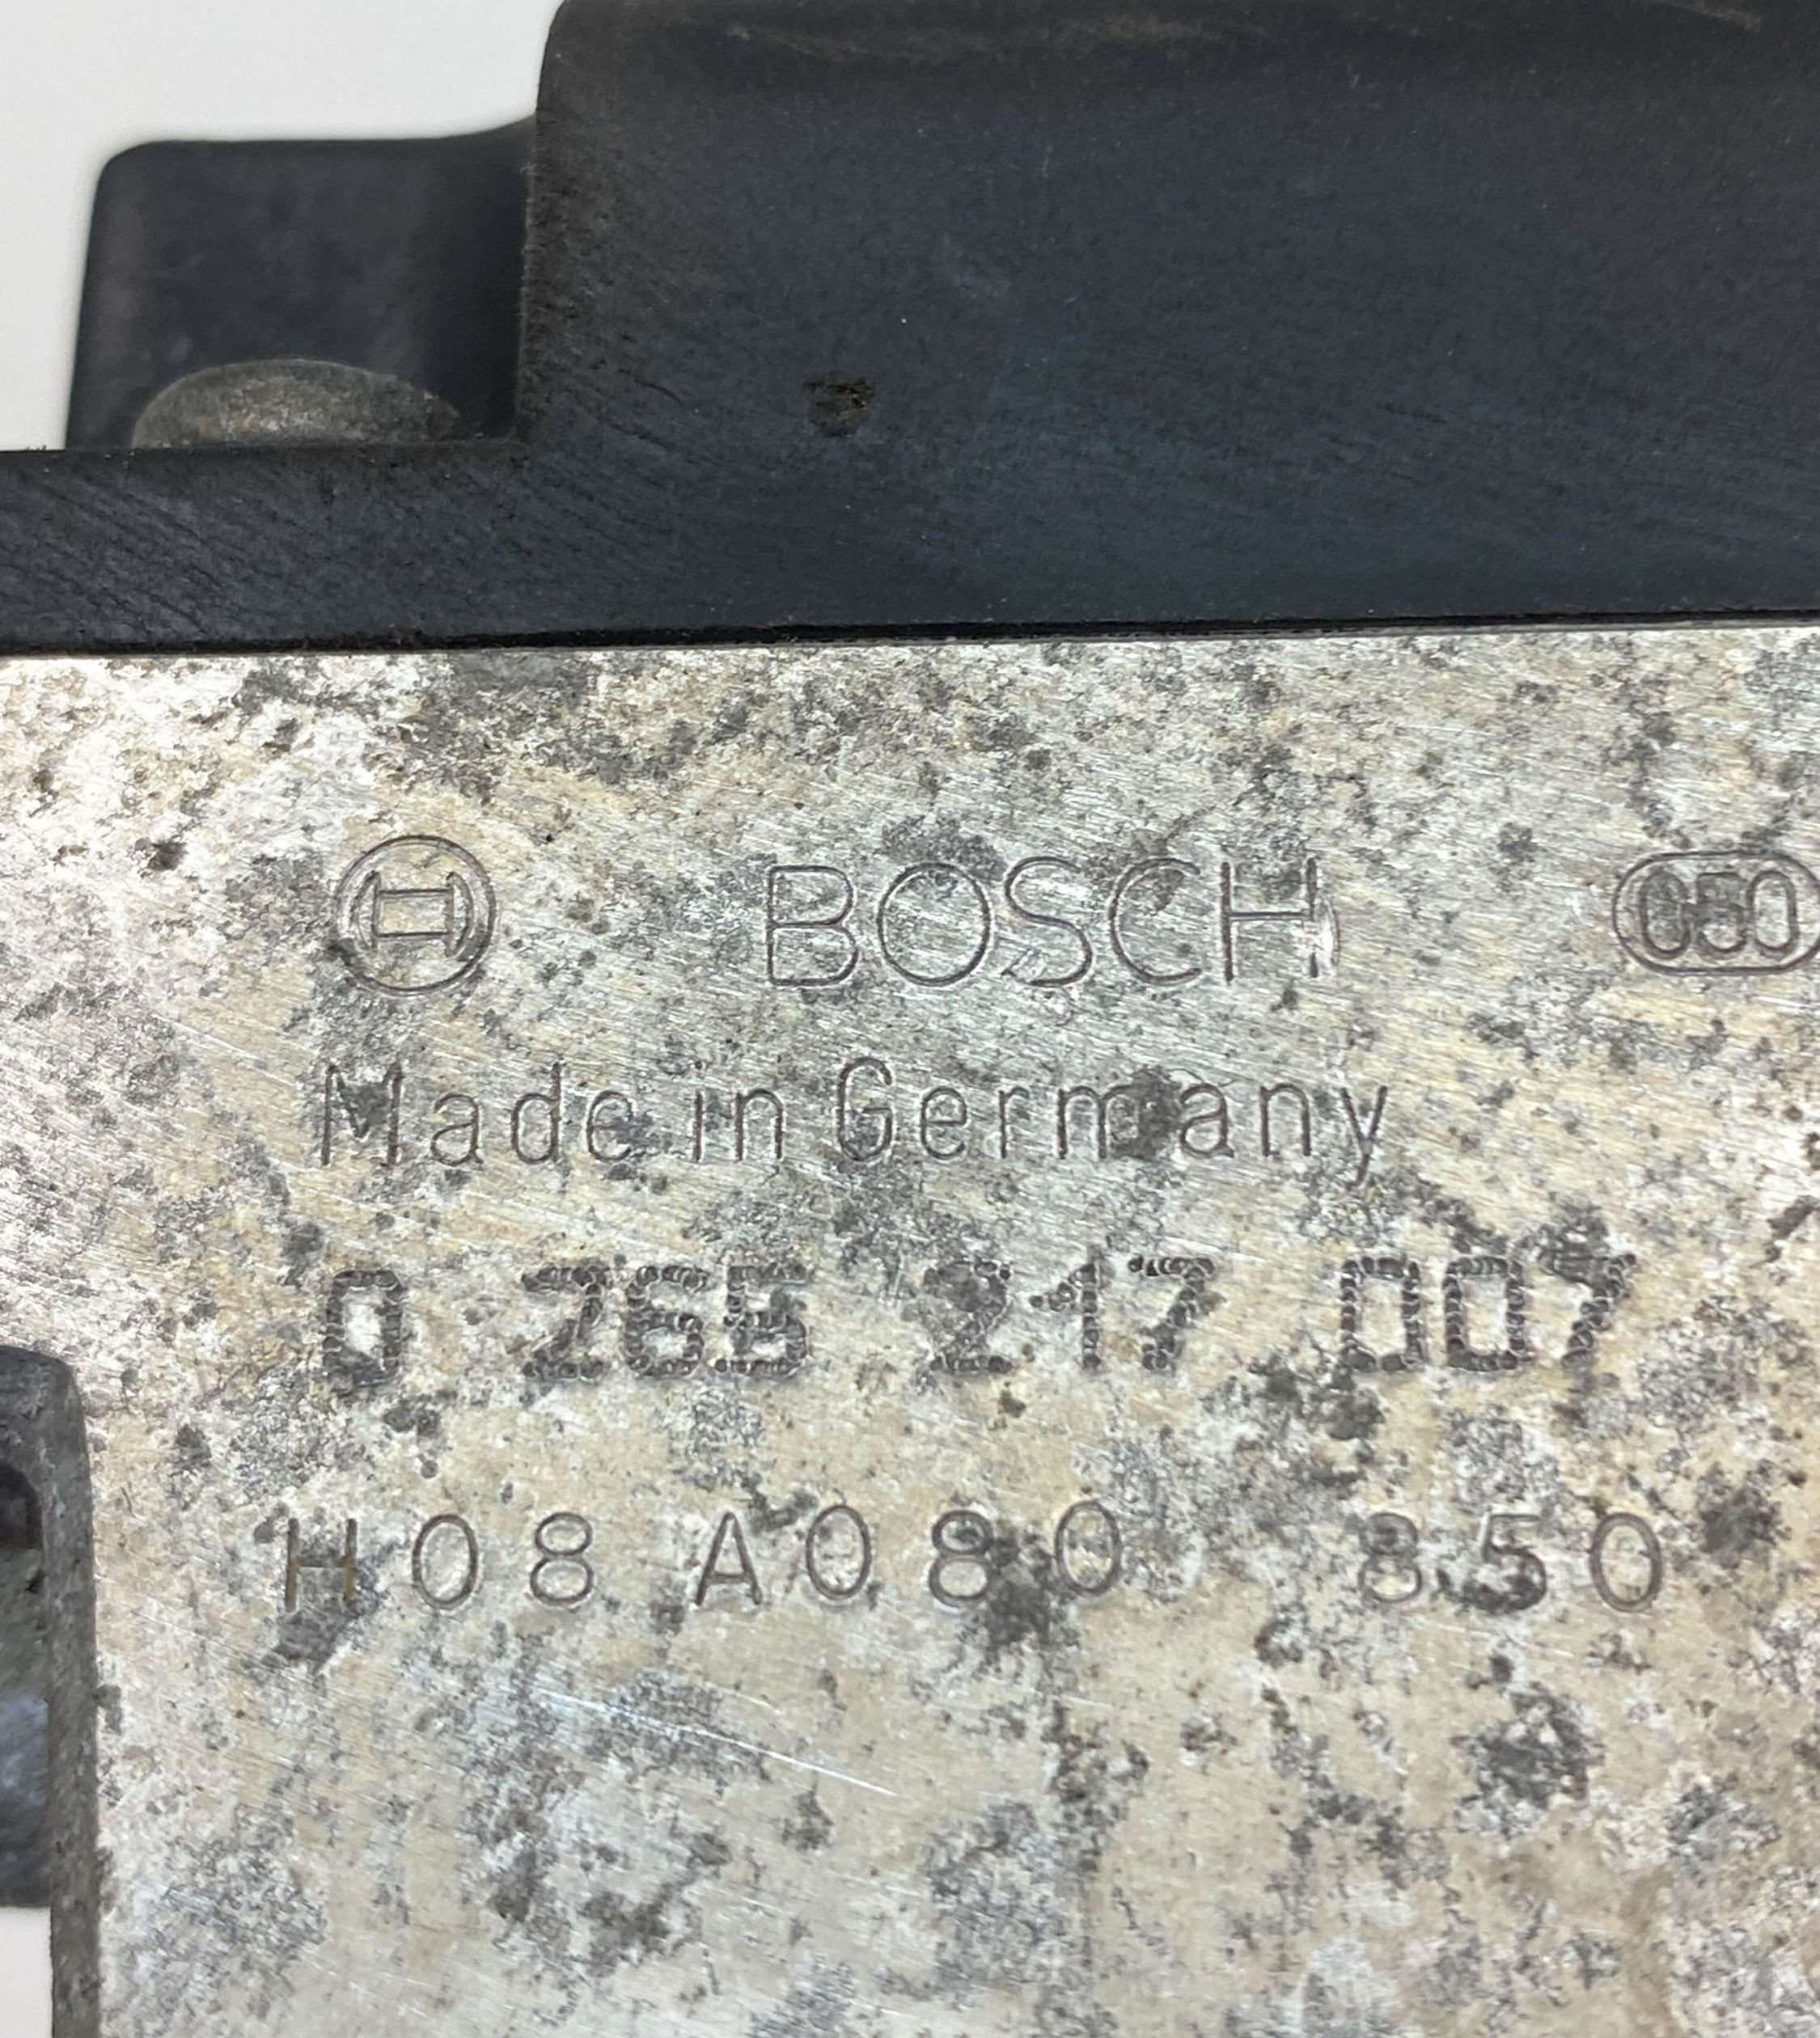 BOSCH 050
Made in Germany
0 265 217 007
H08 A080 850